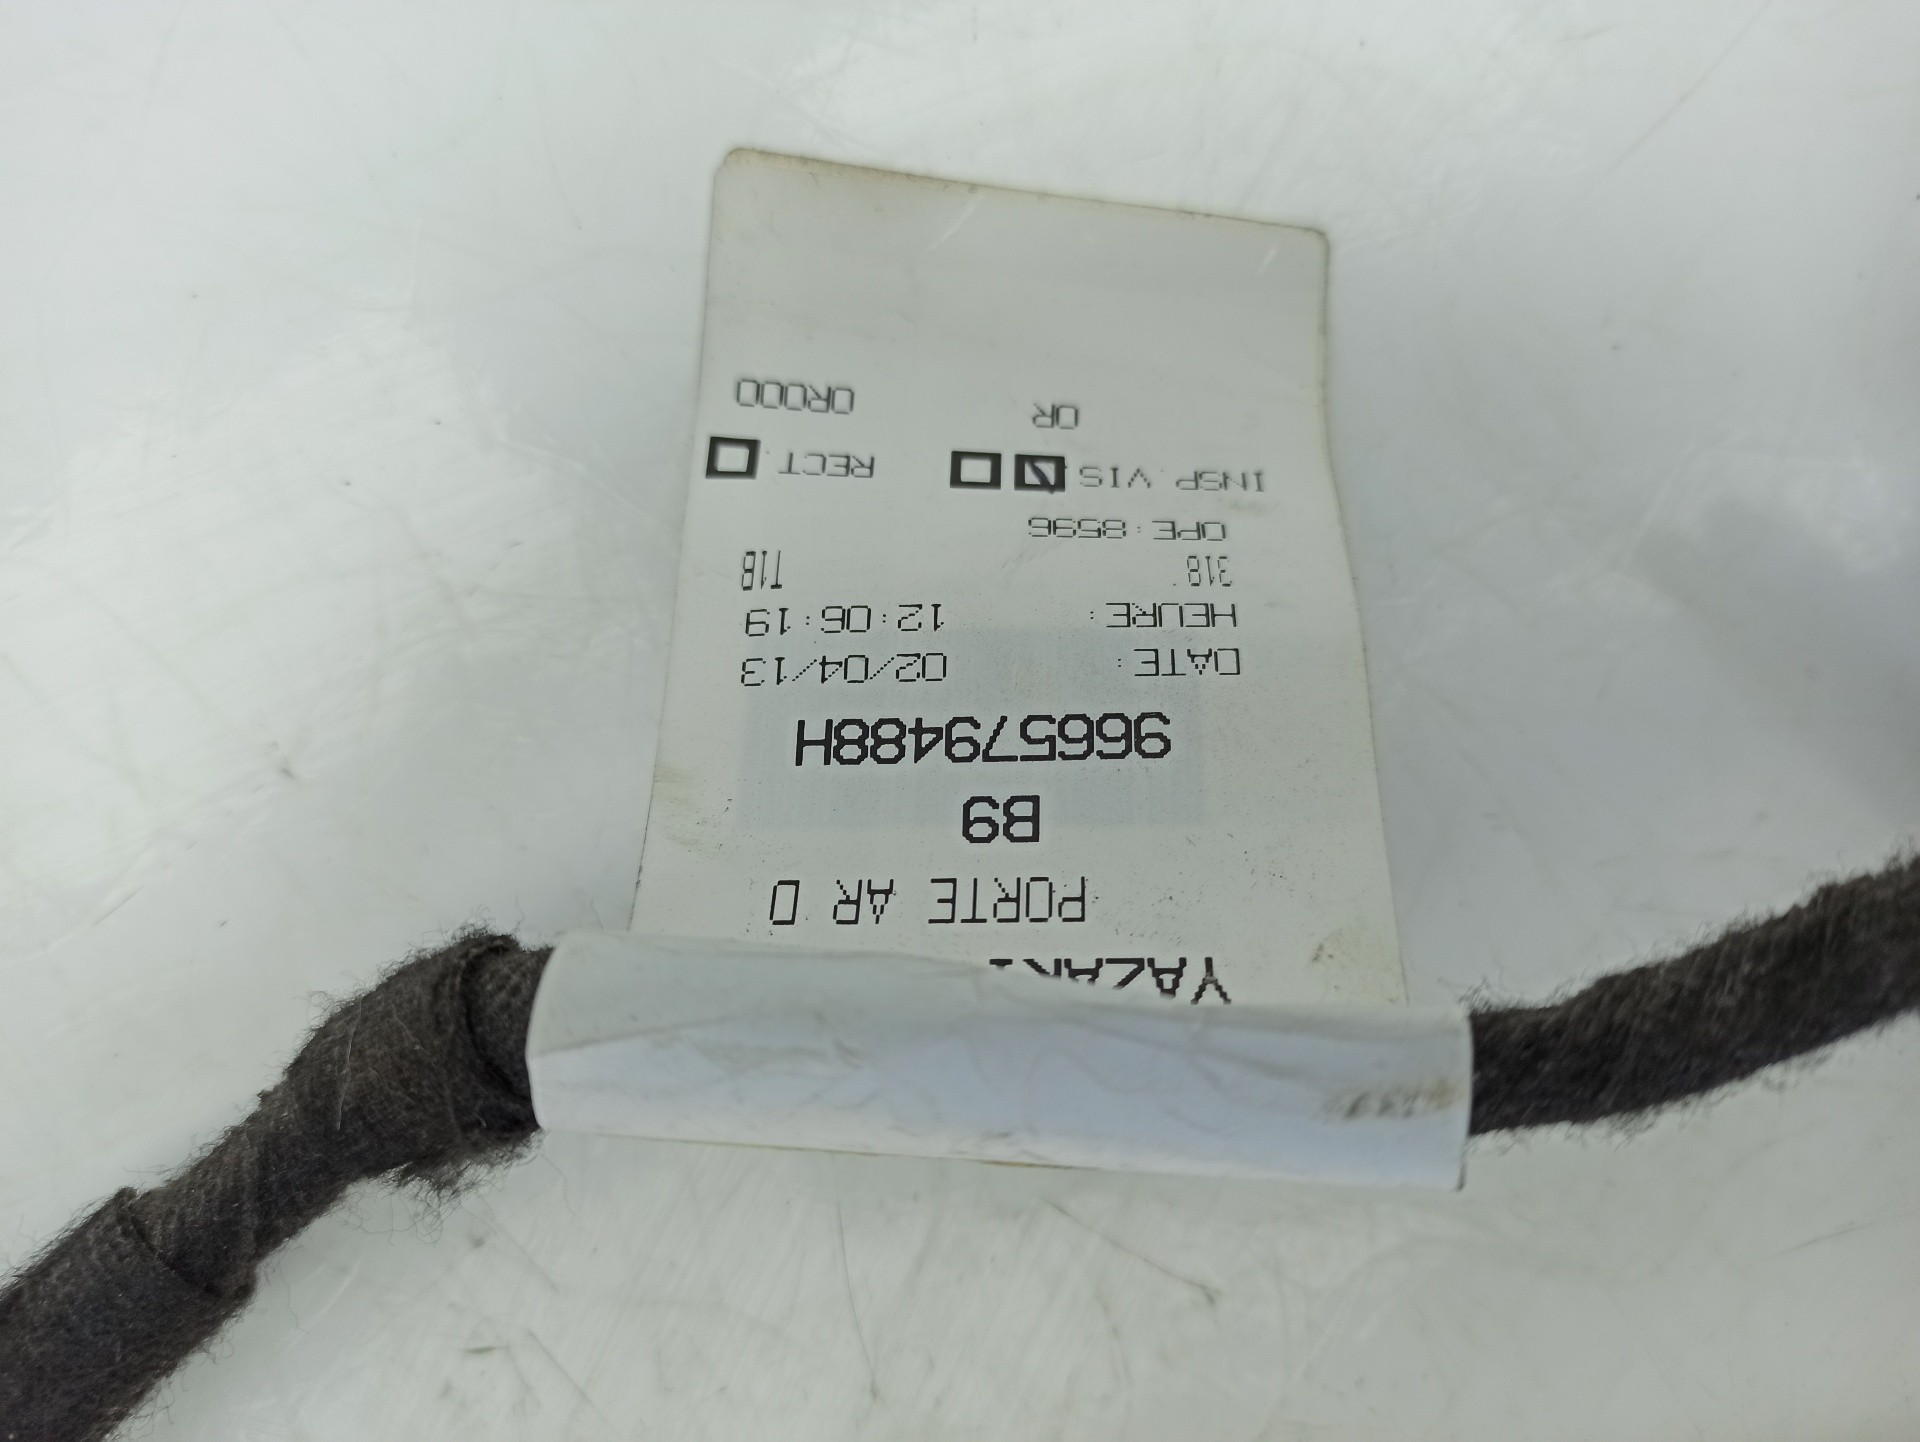 YAZAKI
PORTE AR D
B9
966579488H
DATE: 02/04/13
HEURE: 12:06:19
318 T1B
OPE:8596
INSP.VIS RECT.
OR OR000